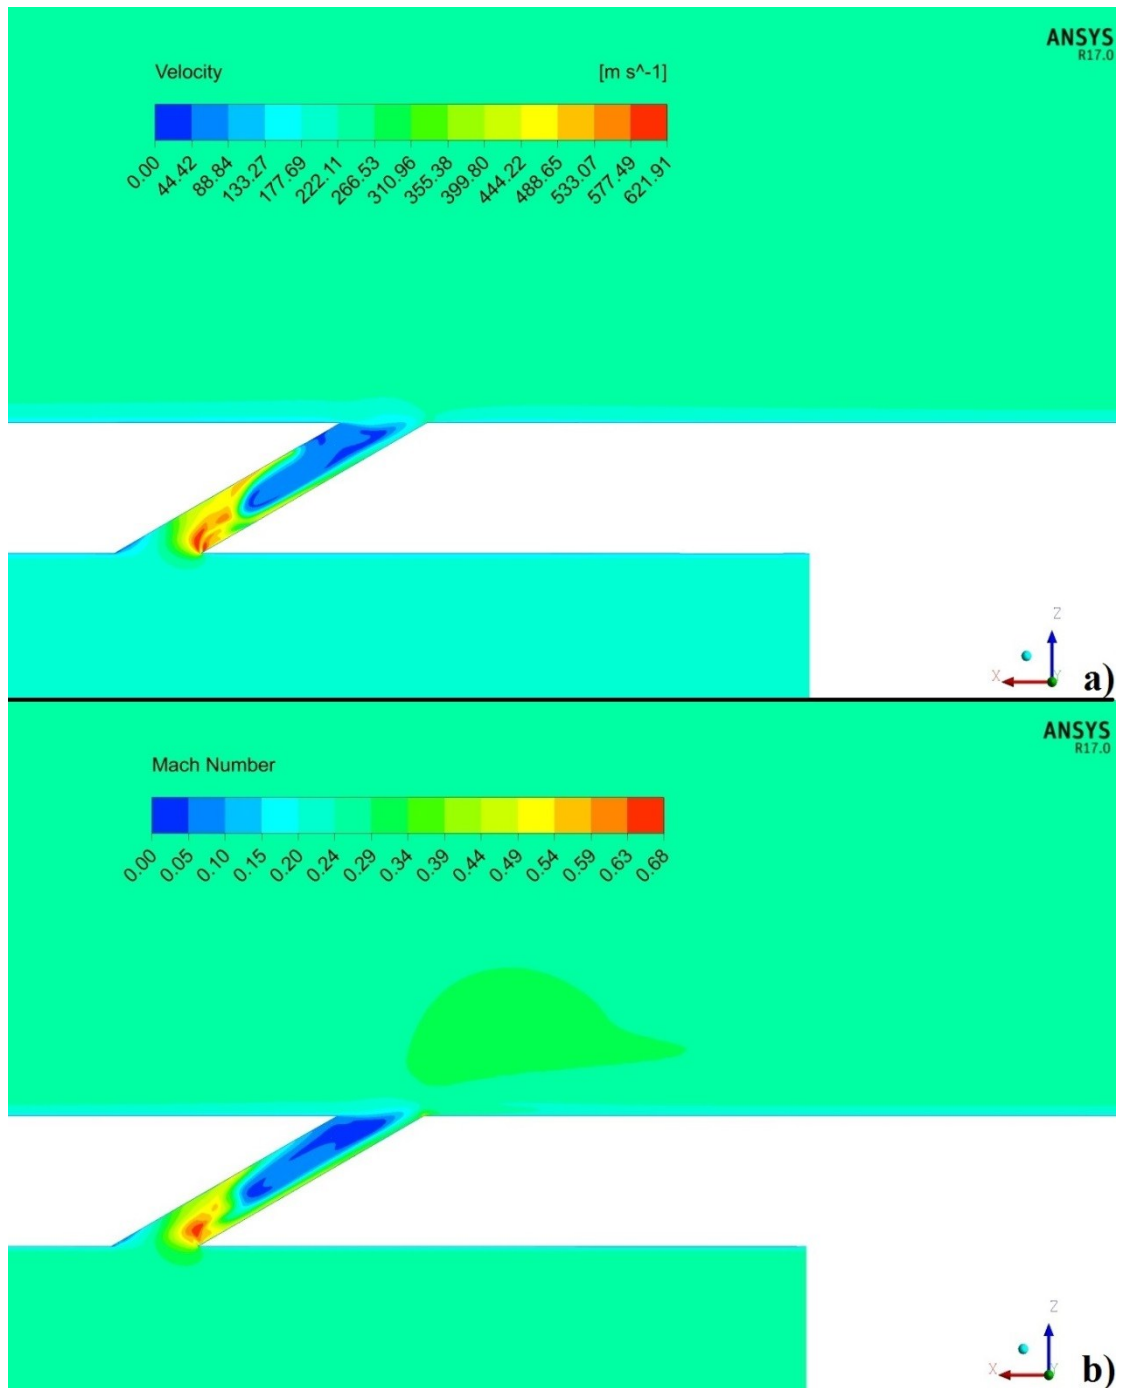 ANSYS
R17.0
Velocity [m s^-1]
0.00 44.42 88.84 133.27 177.69 222.11 266.53 310.96 355.38 399.80 444.22 488.65 533.07 577.49 621.91
Z
X Y a)
ANSYS
R17.0
Mach Number
0.00 0.05 0.10 0.15 0.20 0.24 0.29 0.34 0.39 0.44 0.49 0.54 0.59 0.63 0.68
Z
X Y b)